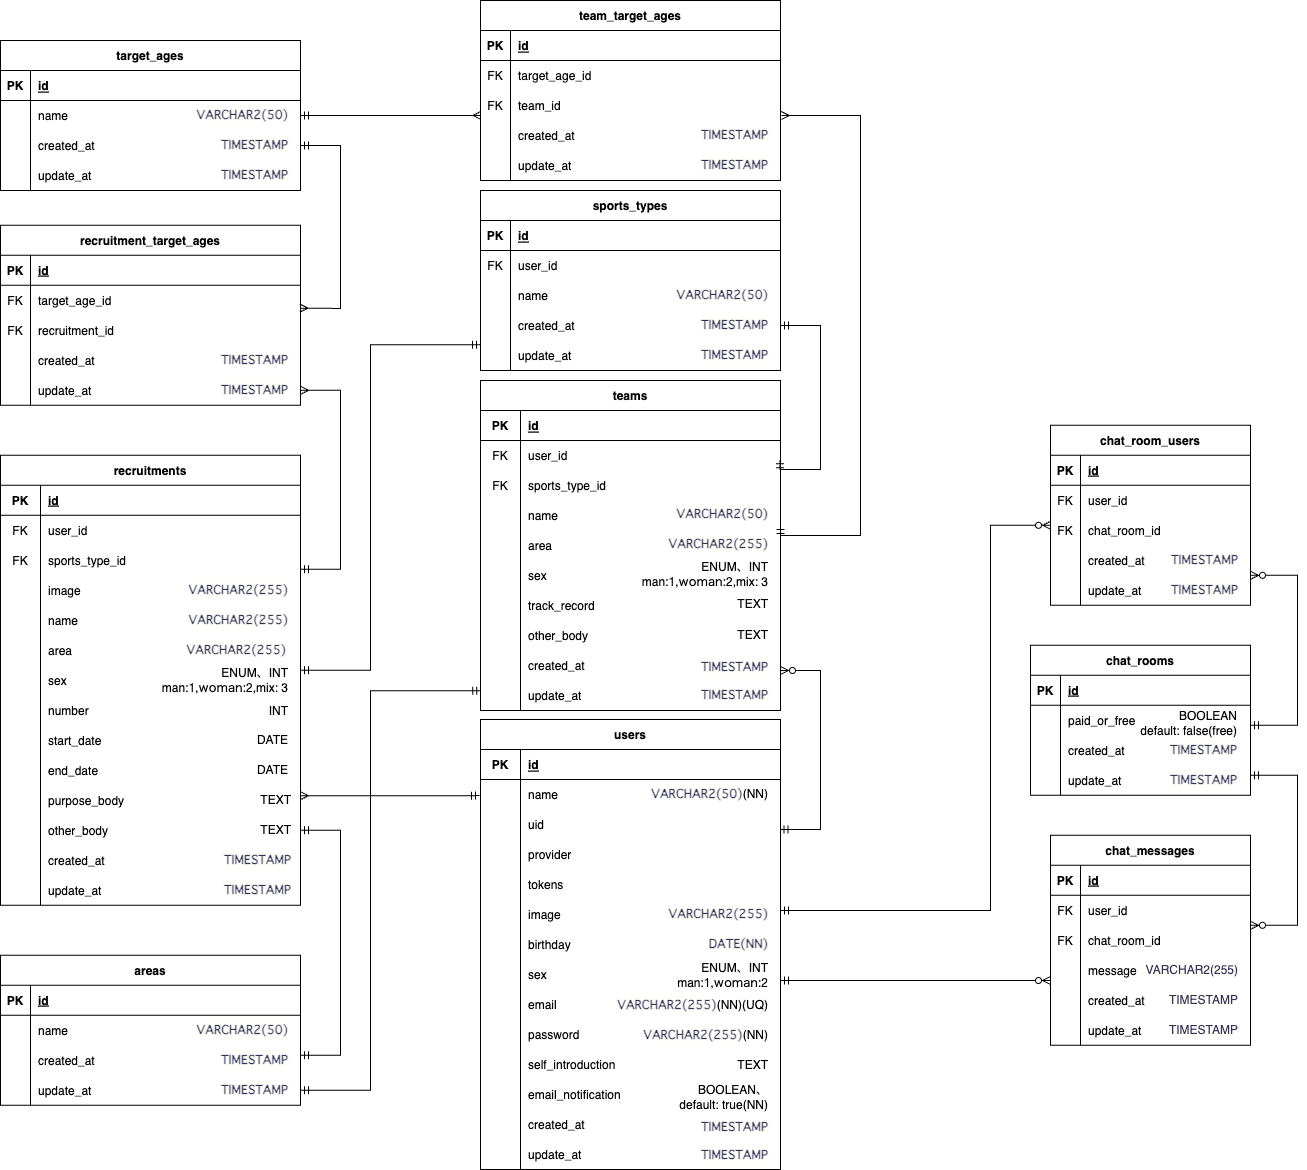 target_ages
PK id
name VARCHAR2(50)
created_at TIMESTAMP
update_at TIMESTAMP
recruitment_target_ages
PK id
FK target_age_id
FK recruitment_id
created_at TIMESTAMP
update_at TIMESTAMP
recruitments
PK id
FK user_id
FK sports_type_id
image VARCHAR2(255)
name VARCHAR2(255)
area VARCHAR2(255)
sex ENUM、INT
man:1,woman:2,mix: 3
number INT
start_date DATE
end_date DATE
purpose_body TEXT
other_body TEXT
created_at TIMESTAMP
update_at TIMESTAMP
areas
PK id
name VARCHAR2(50)
created_at TIMESTAMP
update_at TIMESTAMP
team_target_ages
PK id
FK target_age_id
FK team_id
created_at TIMESTAMP
update_at TIMESTAMP
sports_types
PK id
FK user_id
name VARCHAR2(50)
created_at TIMESTAMP
update_at TIMESTAMP
teams
PK id
FK user_id
FK sports_type_id
name VARCHAR2(50)
area VARCHAR2(255)
sex ENUM、INT
man:1,woman:2,mix: 3
track_record TEXT
other_body TEXT
created_at TIMESTAMP
update_at TIMESTAMP
users
PK id
name VARCHAR2(50)(NN)
uid
provider
tokens
image VARCHAR2(255)
birthday DATE(NN)
sex ENUM、INT
man:1,woman:2
email VARCHAR2(255)(NN)(UQ)
password VARCHAR2(255)(NN)
self_introduction TEXT
email_notification BOOLEAN、
default: true(NN)
created_at TIMESTAMP
update_at TIMESTAMP
chat_room_users
PK id
FK user_id
FK chat_room_id
created_at TIMESTAMP
update_at TIMESTAMP
chat_rooms
PK id
paid_or_free BOOLEAN
default: false(free)
created_at TIMESTAMP
update_at TIMESTAMP
chat_messages
PK id
FK user_id
FK chat_room_id
message VARCHAR2(255)
created_at TIMESTAMP
update_at TIMESTAMP